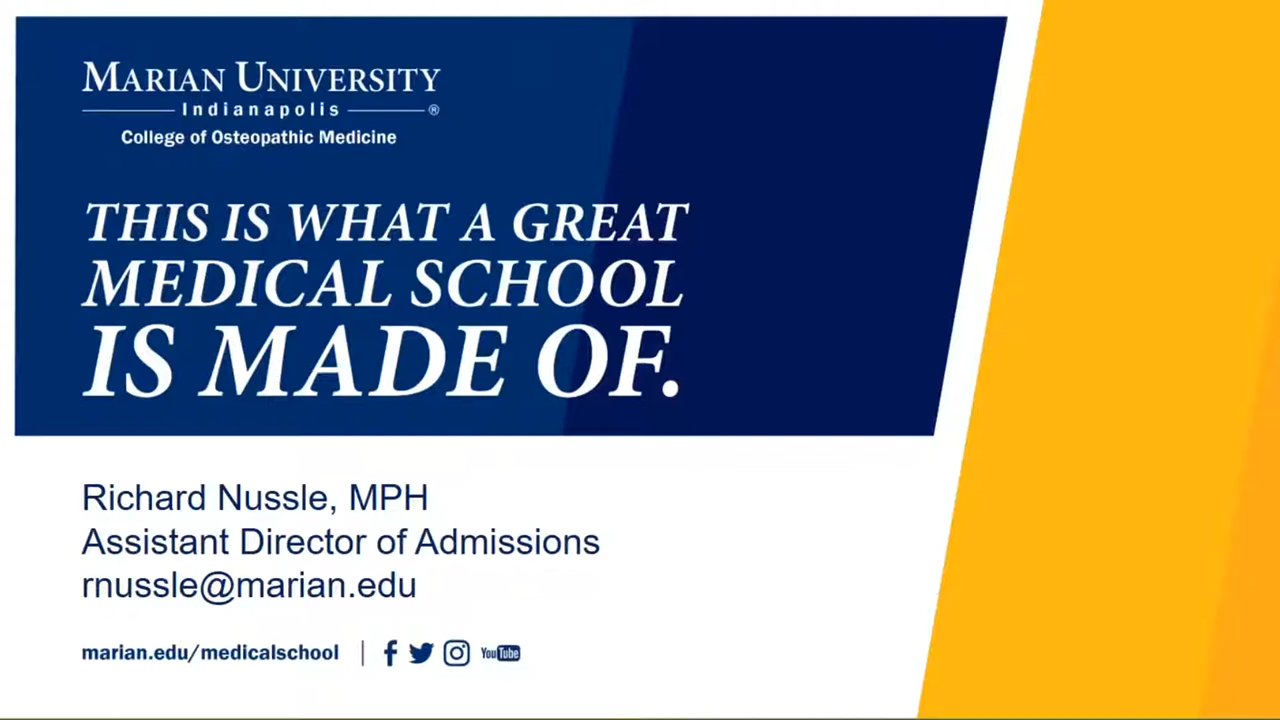 MARIAN UNIVERSITY
Indianapolis ®
College of Osteopathic Medicine
THIS IS WHAT A GREAT
MEDICAL SCHOOL
IS MADE OF.
Richard Nussle, MPH
Assistant Director of Admissions
rnussle@marian.edu
marian.edu/medicalschool | YouTube